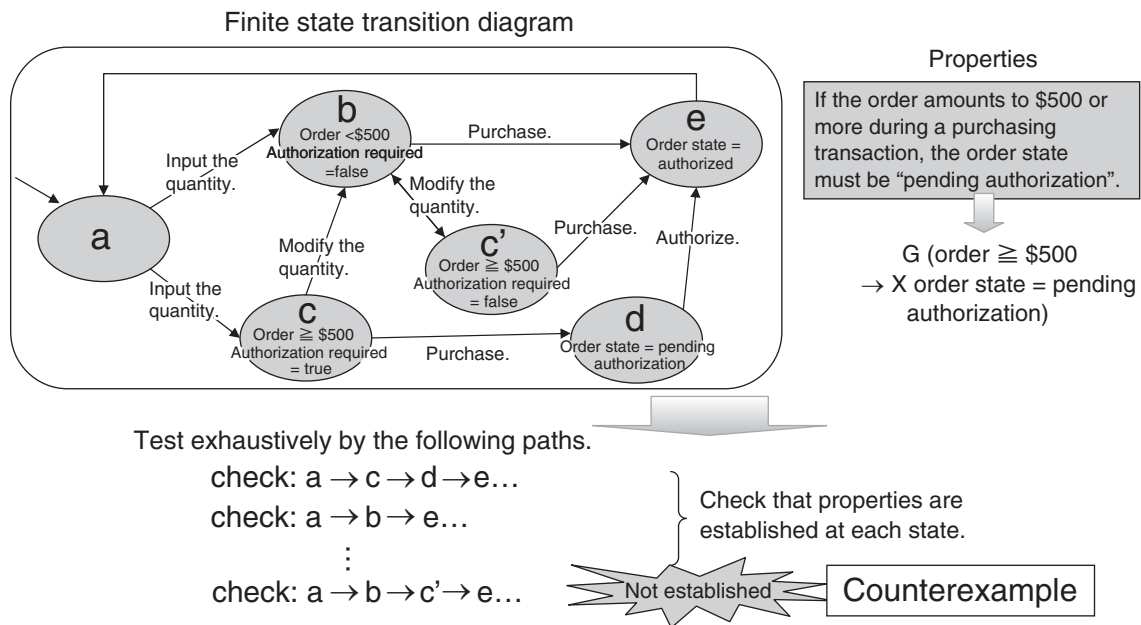 Finite state transition diagram
Properties
If the order amounts to $500 or
more during a purchasing
transaction, the order state
must be “pending authorization”.
G (order ≧ $500
→ X order state = pending
authorization)
a
Input the
quantity.
Input the
quantity.
b
Order <$500
Authorization required
=false
Purchase.
e
Order state =
authorized
Modify the
quantity.
Modify the
quantity.
c’
Order ≧ $500
Authorization required
= false
Purchase.
Authorize.
c
Order ≧ $500
Authorization required
= true
Purchase.
d
Order state = pending
authorization
Test exhaustively by the following paths.
check: a → c → d → e…
check: a → b → e…
⋮
check: a → b → c’ → e…
Check that properties are
established at each state.
Not established
Counterexample